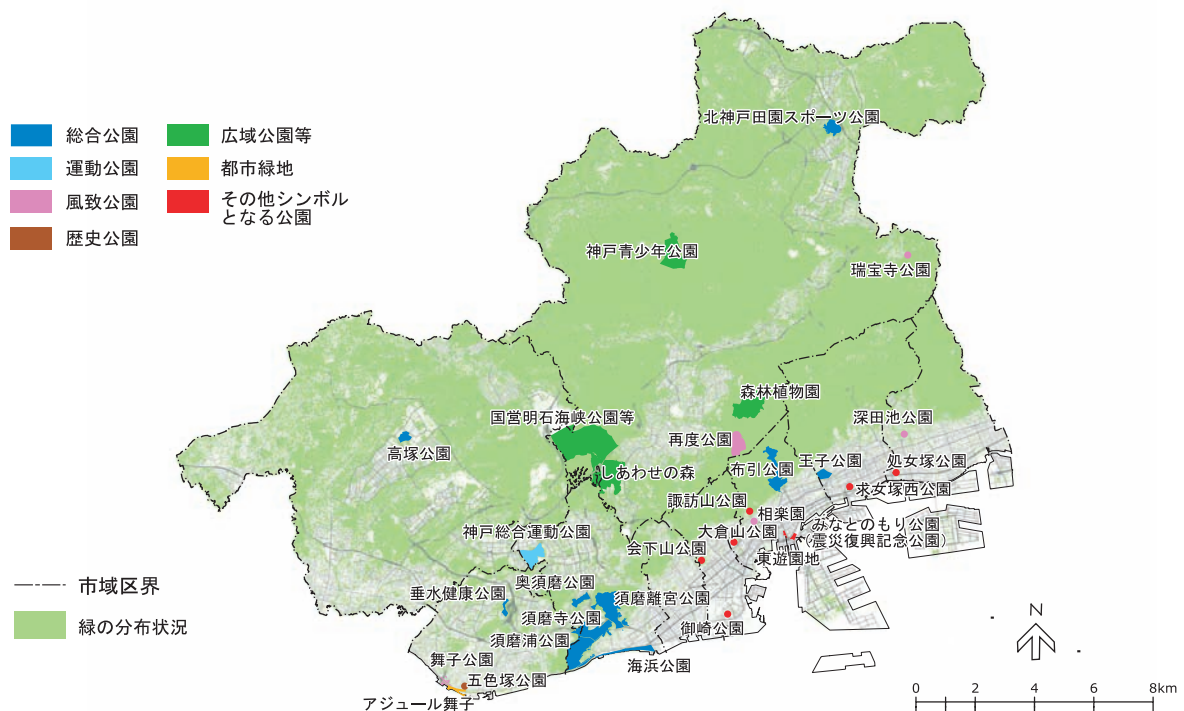 総合公園
運動公園
風致公園
歴史公園
広域公園等
都市緑地
その他シンボル
となる公園
北神戸田園スポーツ公園
神戸青少年公園
瑞宝寺公園
森林植物園
深田池公園
国営明石海峡公園等
再度公園
高塚公園
しあわせの森
布引公園
王子公園
処女塚公園
求女塚西公園
諏訪山公園
相楽園
みなとのもり公園
(震災復興記念公園)
神戸総合運動公園
大倉山公園
会下山公園
東遊園地
奥須磨公園
垂水健康公園
須磨離宮公園
須磨寺公園
御崎公園
須磨浦公園
舞子公園
海浜公園
五色塚公園
アジュール舞子
市域区界
緑の分布状況
N
0 2 4 6 8km